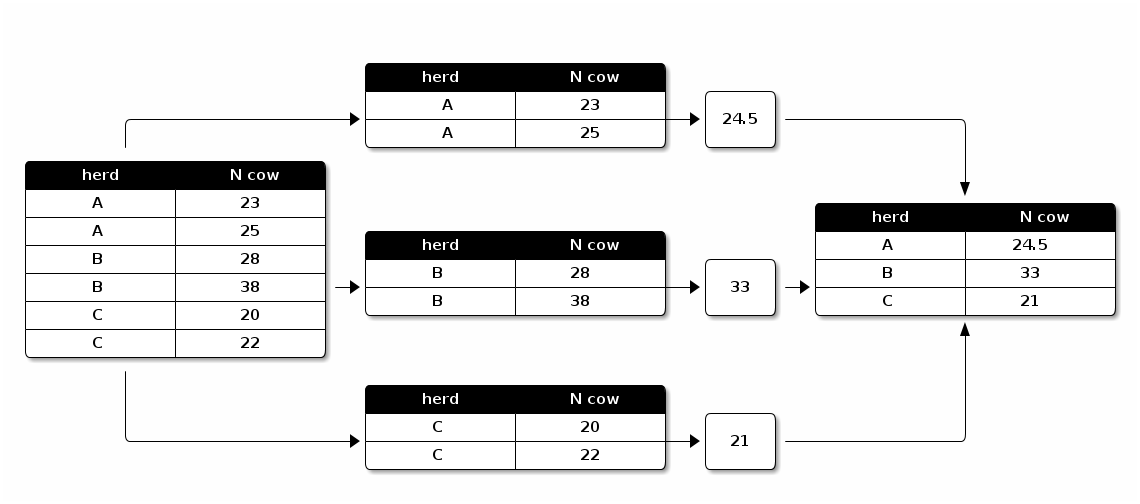 herd N cow
A 23
A 25
B 28
B 38
C 20
C 22
herd N cow
A 23
A 25
24.5
herd N cow
B 28
B 38
33
herd N cow
C 20
C 22
21
herd N cow
A 24.5
B 33
C 21